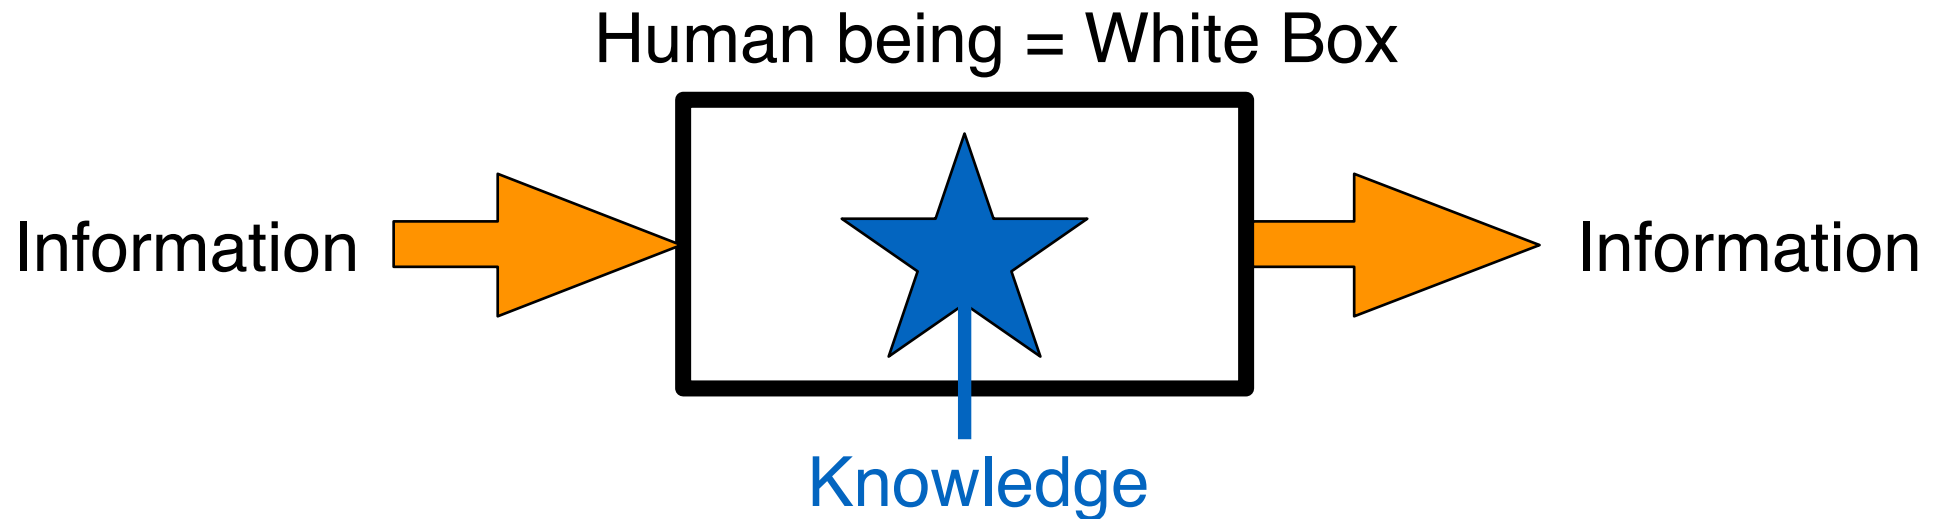 Human being = White Box
Information
Information
Knowledge